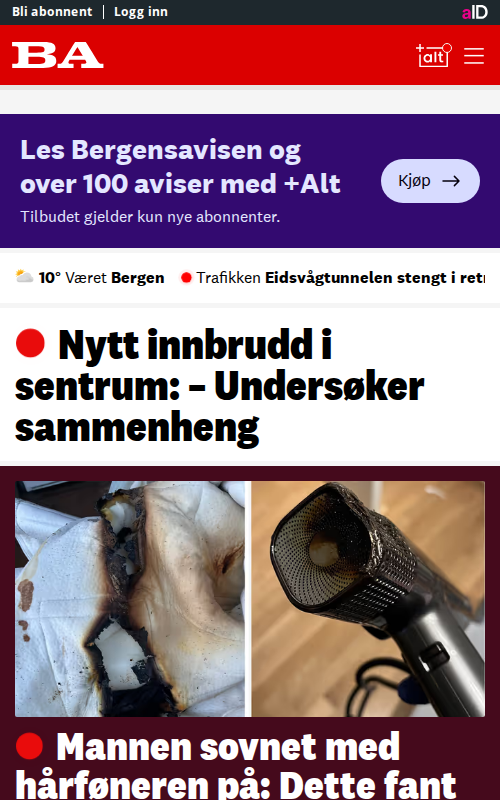 Bli abonnent | Logg inn
aID
BA
+alt
Les Bergensavisen og
over 100 aviser med +Alt
Tilbudet gjelder kun nye abonnenter.
Kjøp →
10° Været Bergen Trafikken Eidsvågtunnelen stengt i retn
Nytt innbrudd i
sentrum: – Undersøker
sammenheng
Mannen sovnet med
hårføneren på: Dette fant